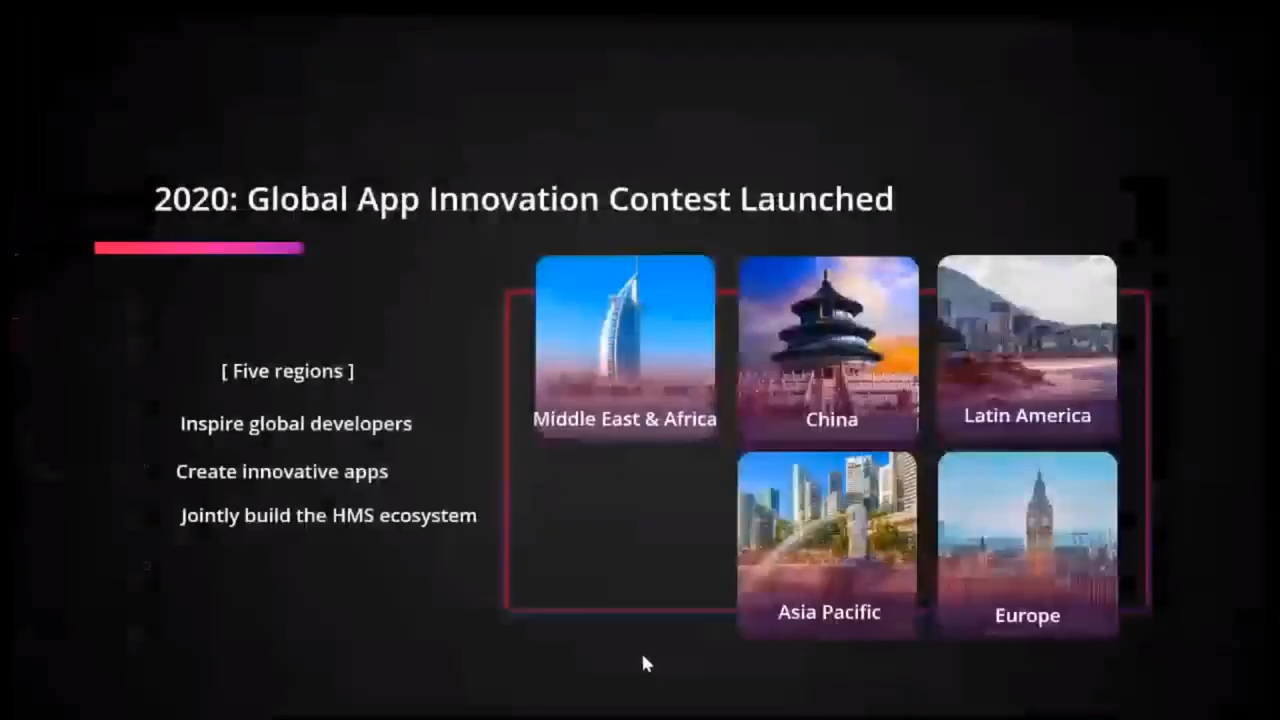 2020: Global App Innovation Contest Launched
[ Five regions ]
Inspire global developers
Create innovative apps
Jointly build the HMS ecosystem
Middle East & Africa
China
Latin America
Asia Pacific
Europe